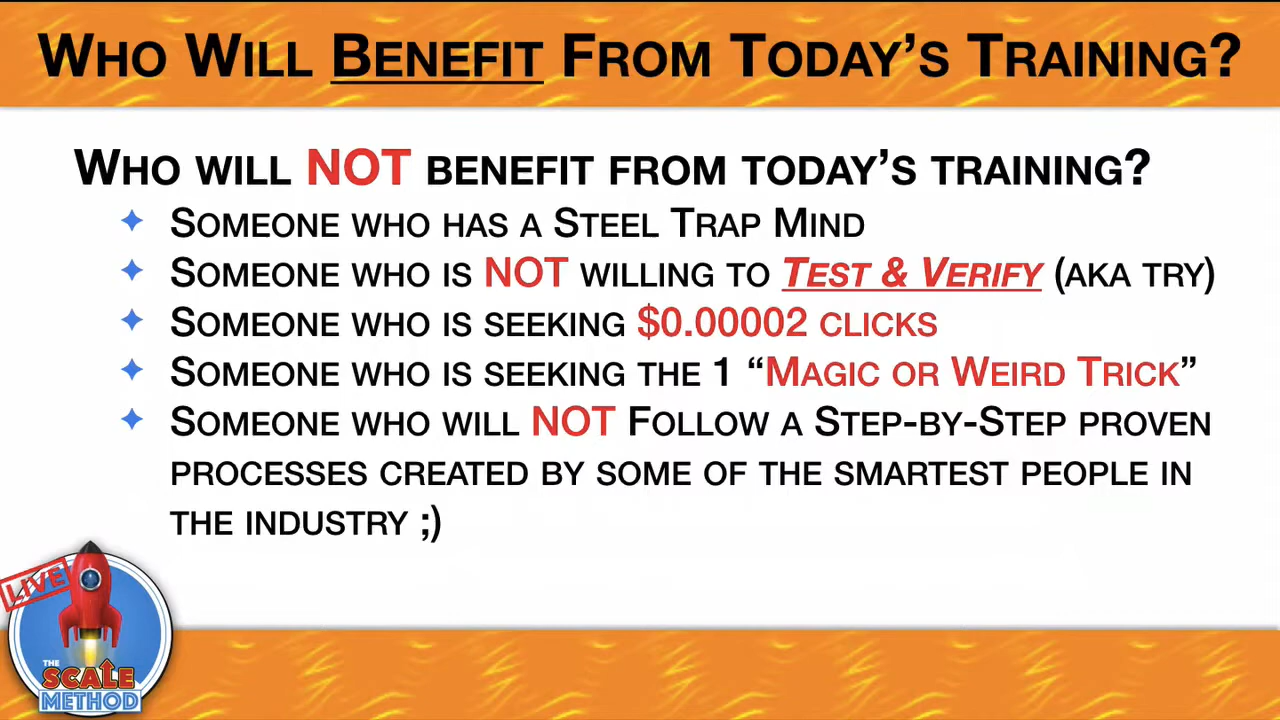 Who Will Benefit From Today's Training?
Who will NOT benefit from today's training?
Someone who has a Steel Trap Mind
Someone who is NOT willing to Test & Verify (aka try)
Someone who is seeking $0.00002 clicks
Someone who is seeking the 1 “Magic or Weird Trick”
Someone who will NOT Follow a Step-by-Step proven
processes created by some of the smartest people in
the industry ;)
LIVE
THE
SCALE
METHOD